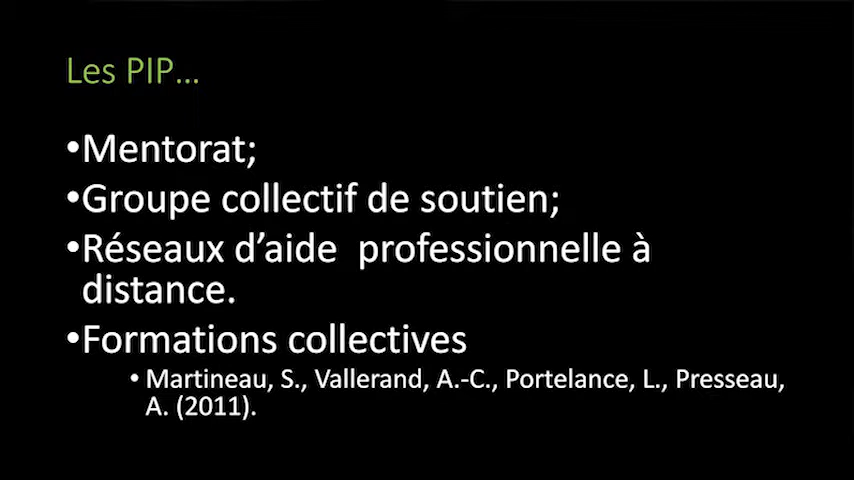 Les PIP…
•Mentorat;
•Groupe collectif de soutien;
•Réseaux d’aide  professionnelle à
distance.
•Formations collectives
• Martineau, S., Vallerand, A.-C., Portelance, L., Presseau,
A. (2011).